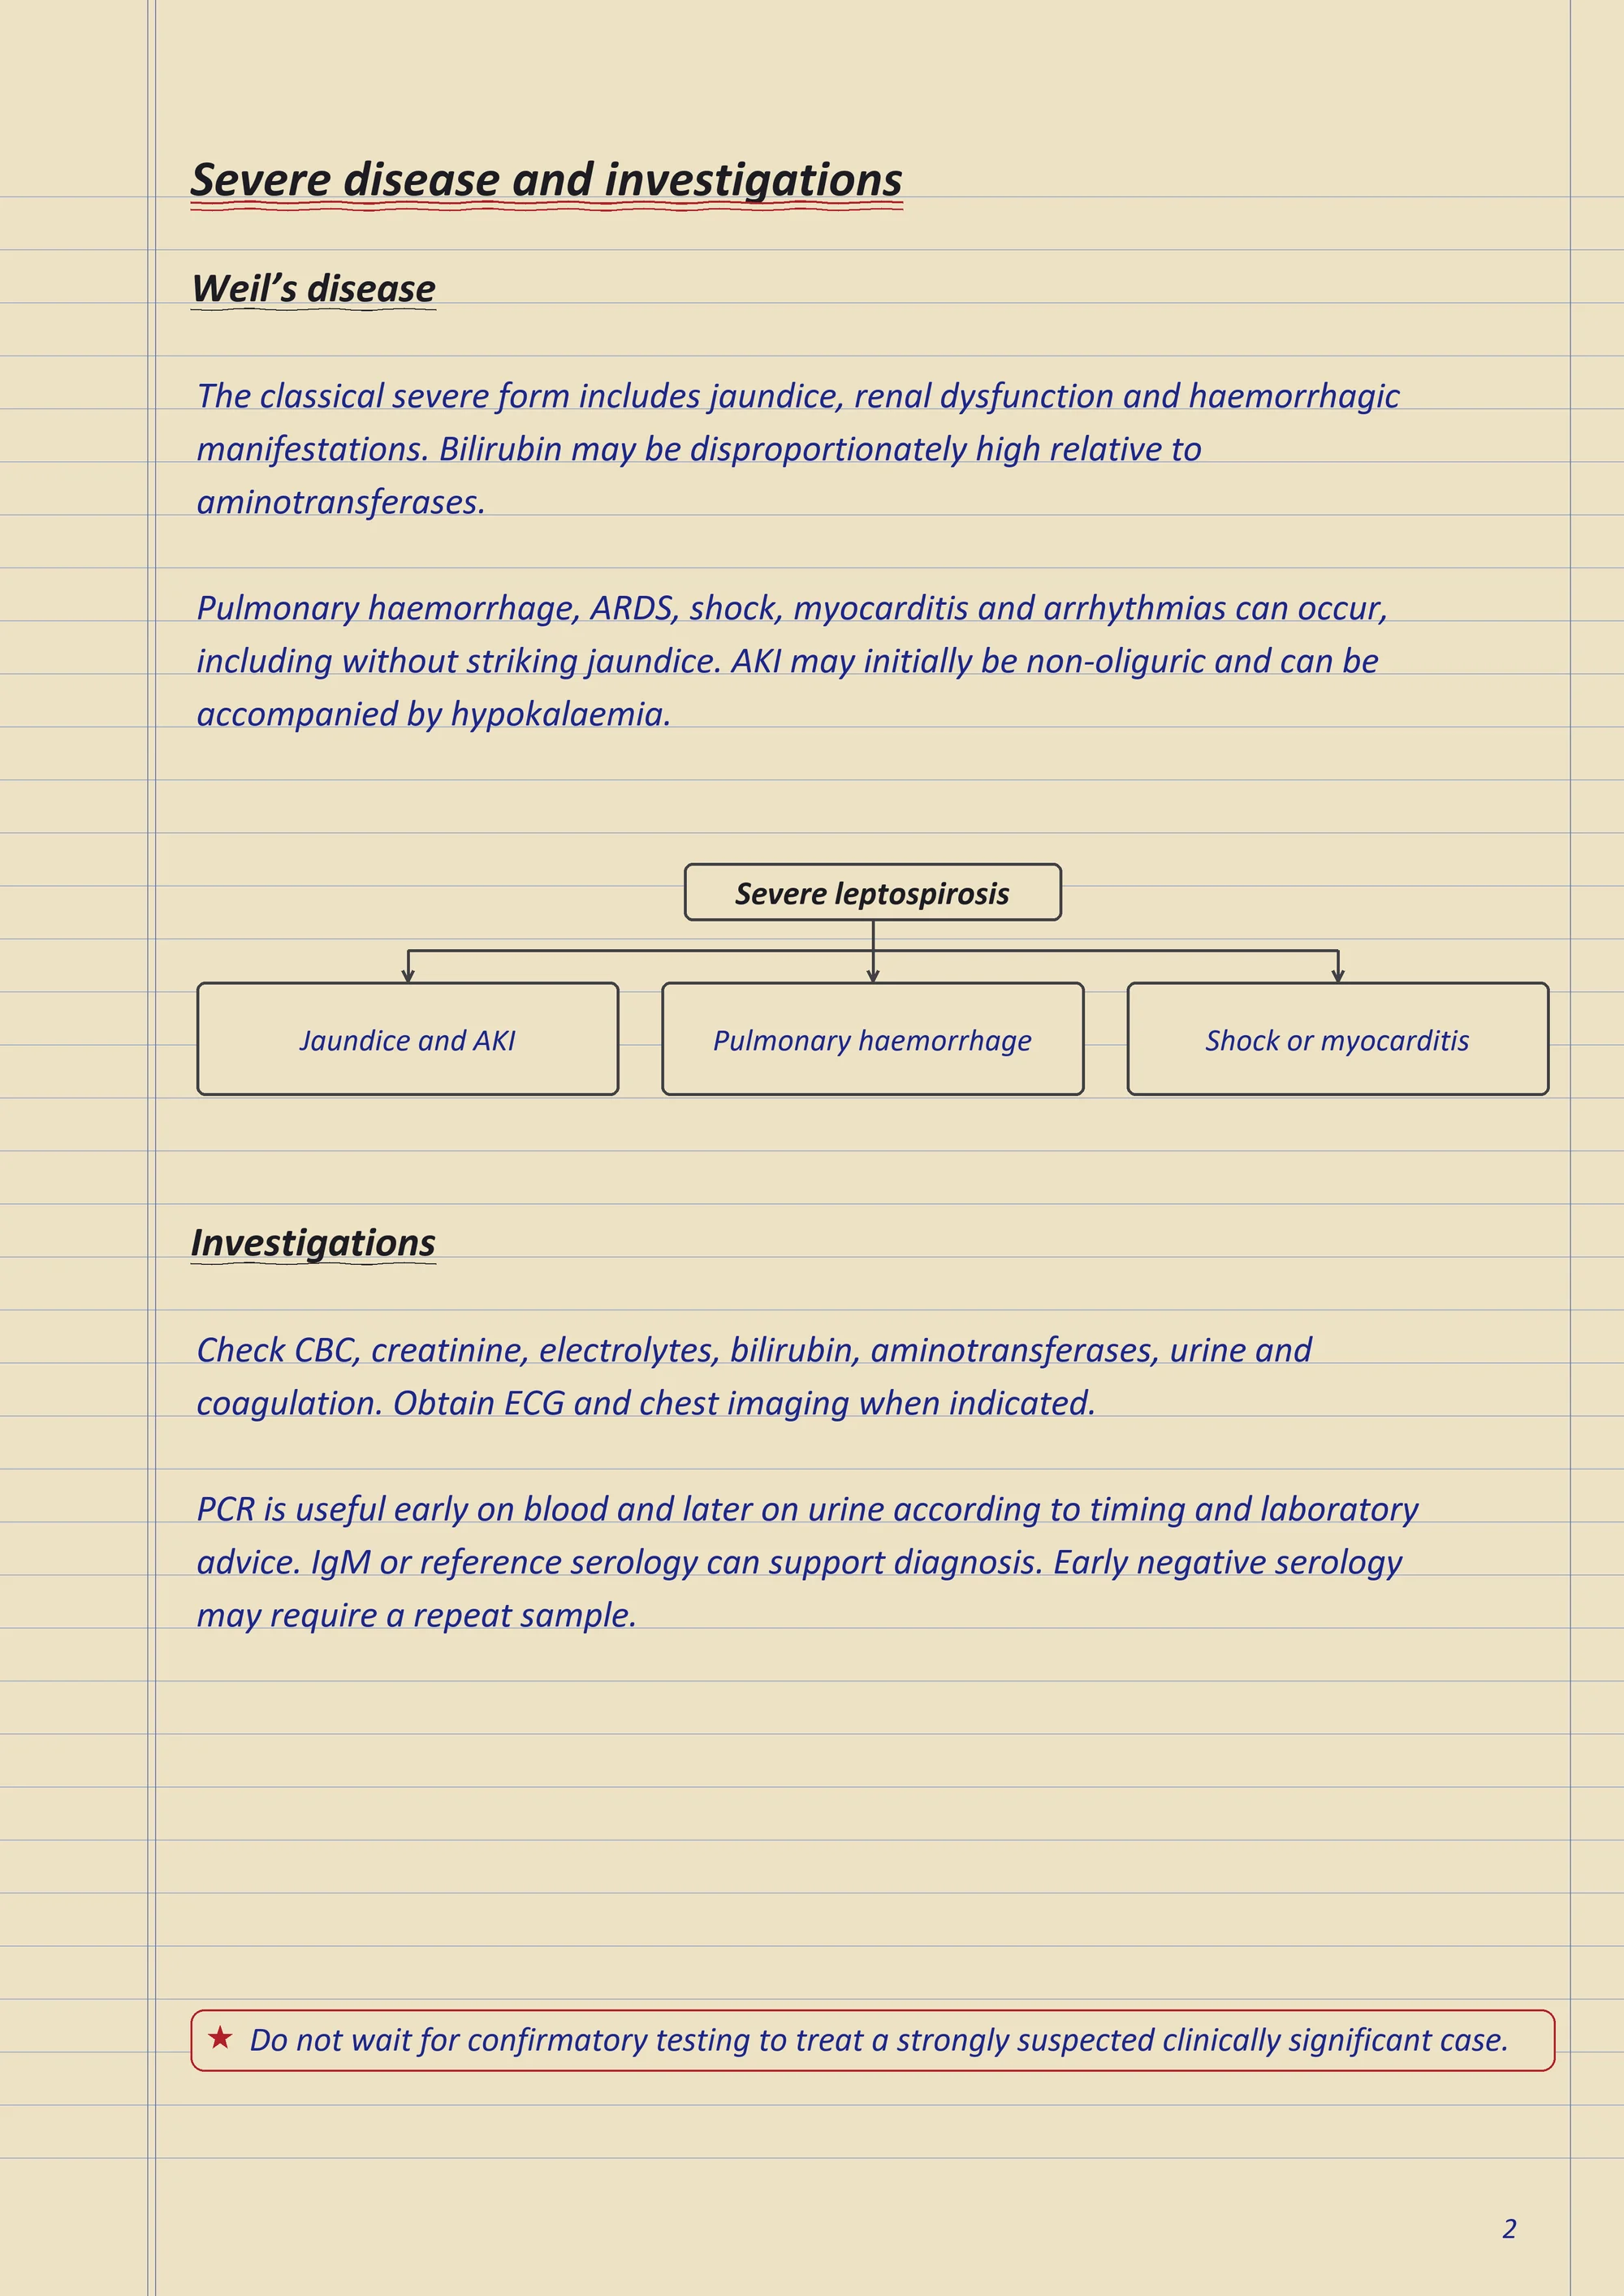 Severe disease and investigations
Weil’s disease
The classical severe form includes jaundice, renal dysfunction and haemorrhagic
manifestations. Bilirubin may be disproportionately high relative to
aminotransferases.
Pulmonary haemorrhage, ARDS, shock, myocarditis and arrhythmias can occur,
including without striking jaundice. AKI may initially be non-oliguric and can be
accompanied by hypokalaemia.
Severe leptospirosis
Jaundice and AKI
Pulmonary haemorrhage
Shock or myocarditis
Investigations
Check CBC, creatinine, electrolytes, bilirubin, aminotransferases, urine and
coagulation. Obtain ECG and chest imaging when indicated.
PCR is useful early on blood and later on urine according to timing and laboratory
advice. IgM or reference serology can support diagnosis. Early negative serology
may require a repeat sample.
★ Do not wait for confirmatory testing to treat a strongly suspected clinically significant case.
2